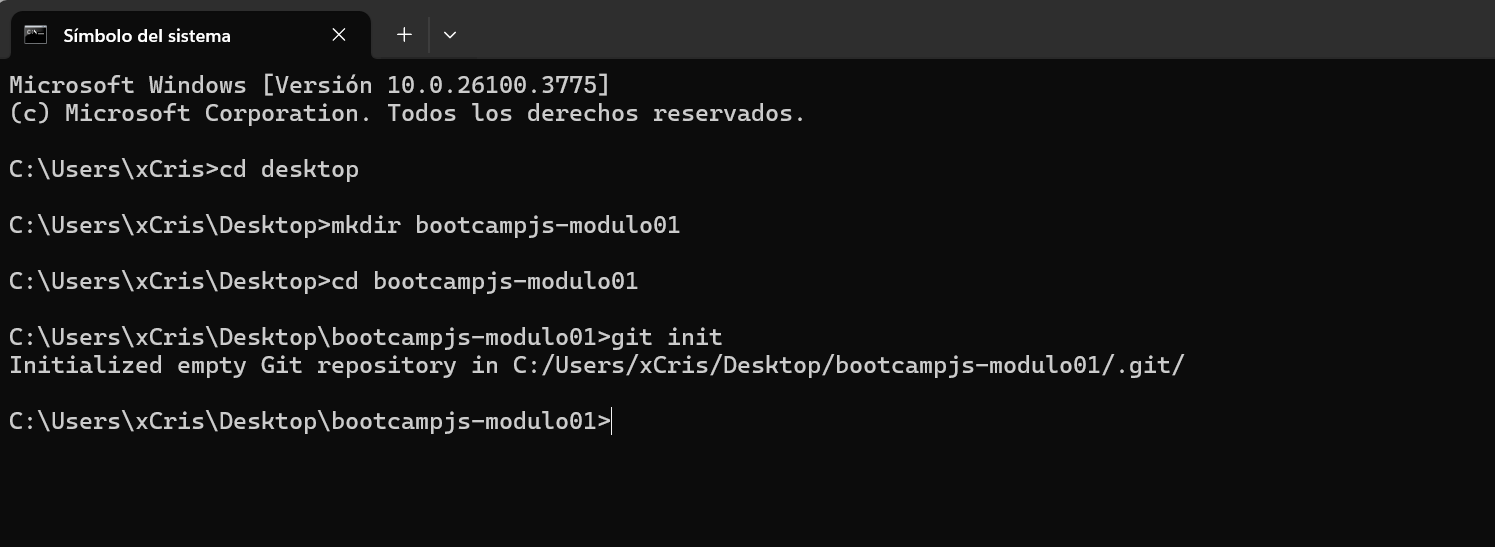 Símbolo del sistema
Microsoft Windows [Versión 10.0.26100.3775]
(c) Microsoft Corporation. Todos los derechos reservados.
C:\Users\xCris>cd desktop
C:\Users\xCris\Desktop>mkdir bootcampjs-modulo01
C:\Users\xCris\Desktop>cd bootcampjs-modulo01
C:\Users\xCris\Desktop\bootcampjs-modulo01>git init
Initialized empty Git repository in C:/Users/xCris/Desktop/bootcampjs-modulo01/.git/
C:\Users\xCris\Desktop\bootcampjs-modulo01>